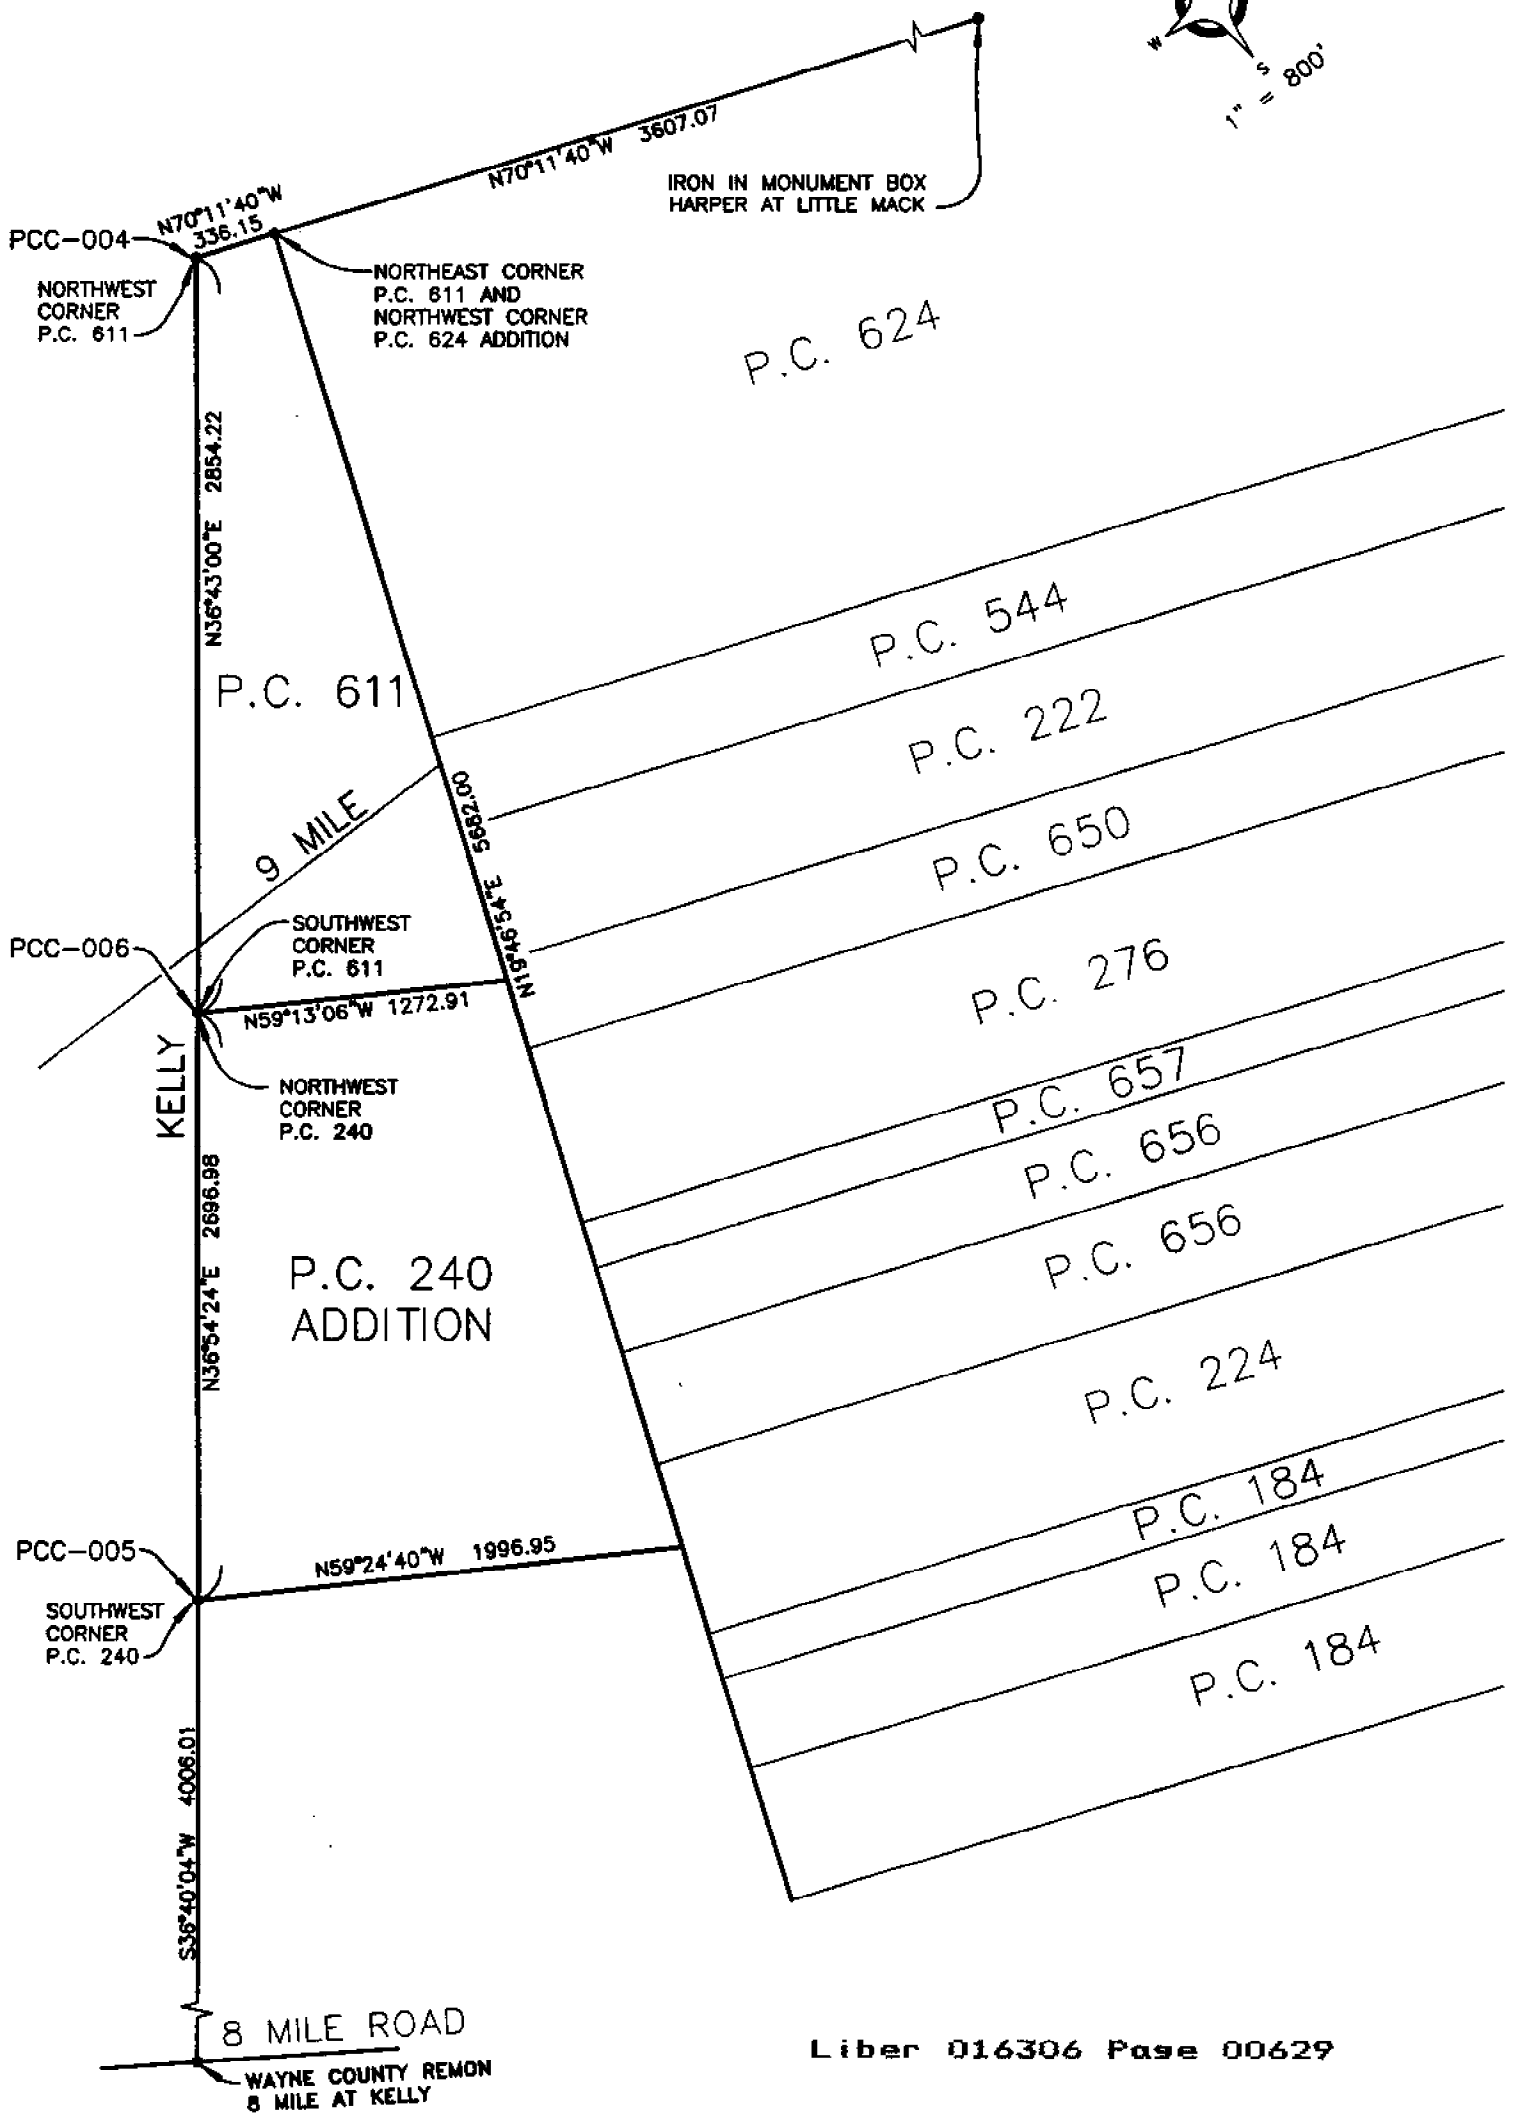 W
S
1" = 800'
N70°11'40"W 3607.07
IRON IN MONUMENT BOX
HARPER AT LITTLE MACK
N70°11'40"W
336.15
PCC-004
NORTHWEST
CORNER
P.C. 611
NORTHEAST CORNER
P.C. 611 AND
NORTHWEST CORNER
P.C. 624 ADDITION
P.C. 624
N36°43'00"E 2854.22
P.C. 544
P.C. 611
P.C. 222
9 MILE
N19°46'54"E 5682.00
P.C. 650
PCC-006
SOUTHWEST
CORNER
P.C. 611
P.C. 276
N59°13'06"W 1272.91
KELLY
NORTHWEST
CORNER
P.C. 240
P.C. 657
P.C. 656
N36°54'24"E 2696.98
P.C. 240
ADDITION
P.C. 656
P.C. 224
PCC-005
N59°24'40"W 1996.95
P.C. 184
P.C. 184
SOUTHWEST
CORNER
P.C. 240
P.C. 184
S36°40'04"W 4006.01
8 MILE ROAD
WAYNE COUNTY REMON
8 MILE AT KELLY
Liber 016306 Page 00629